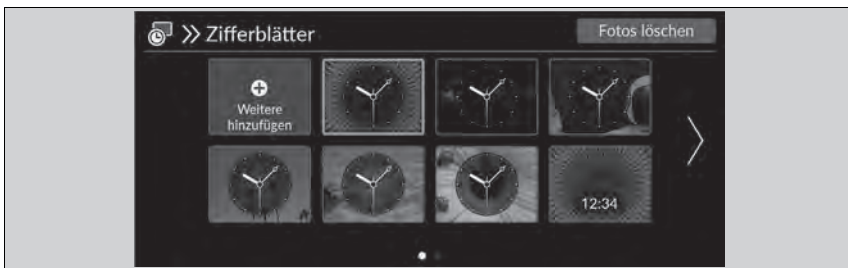 Zifferblätter
Fotos löschen
Weitere
hinzufügen
12:34